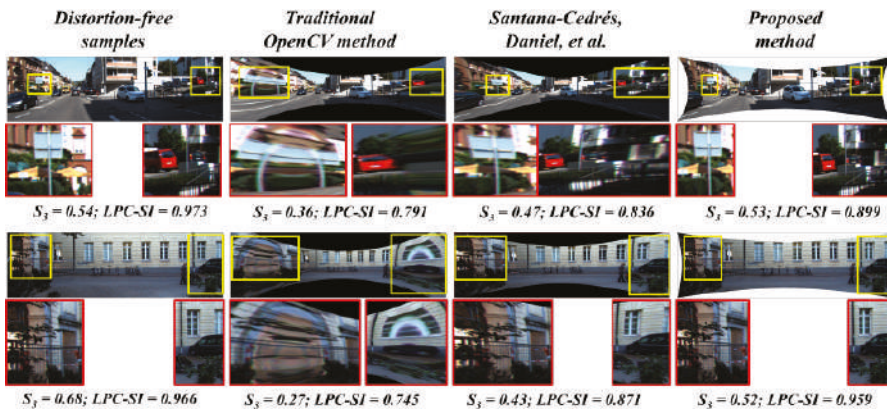 Distortion-free samples
Traditional OpenCV method
Santana-Cedrés, Daniel, et al.
Proposed method
S3 = 0.54; LPC-SI = 0.973
S3 = 0.36; LPC-SI = 0.791
S3 = 0.47; LPC-SI = 0.836
S3 = 0.53; LPC-SI = 0.899
S3 = 0.68; LPC-SI = 0.966
S3 = 0.27; LPC-SI = 0.745
S3 = 0.43; LPC-SI = 0.871
S3 = 0.52; LPC-SI = 0.959